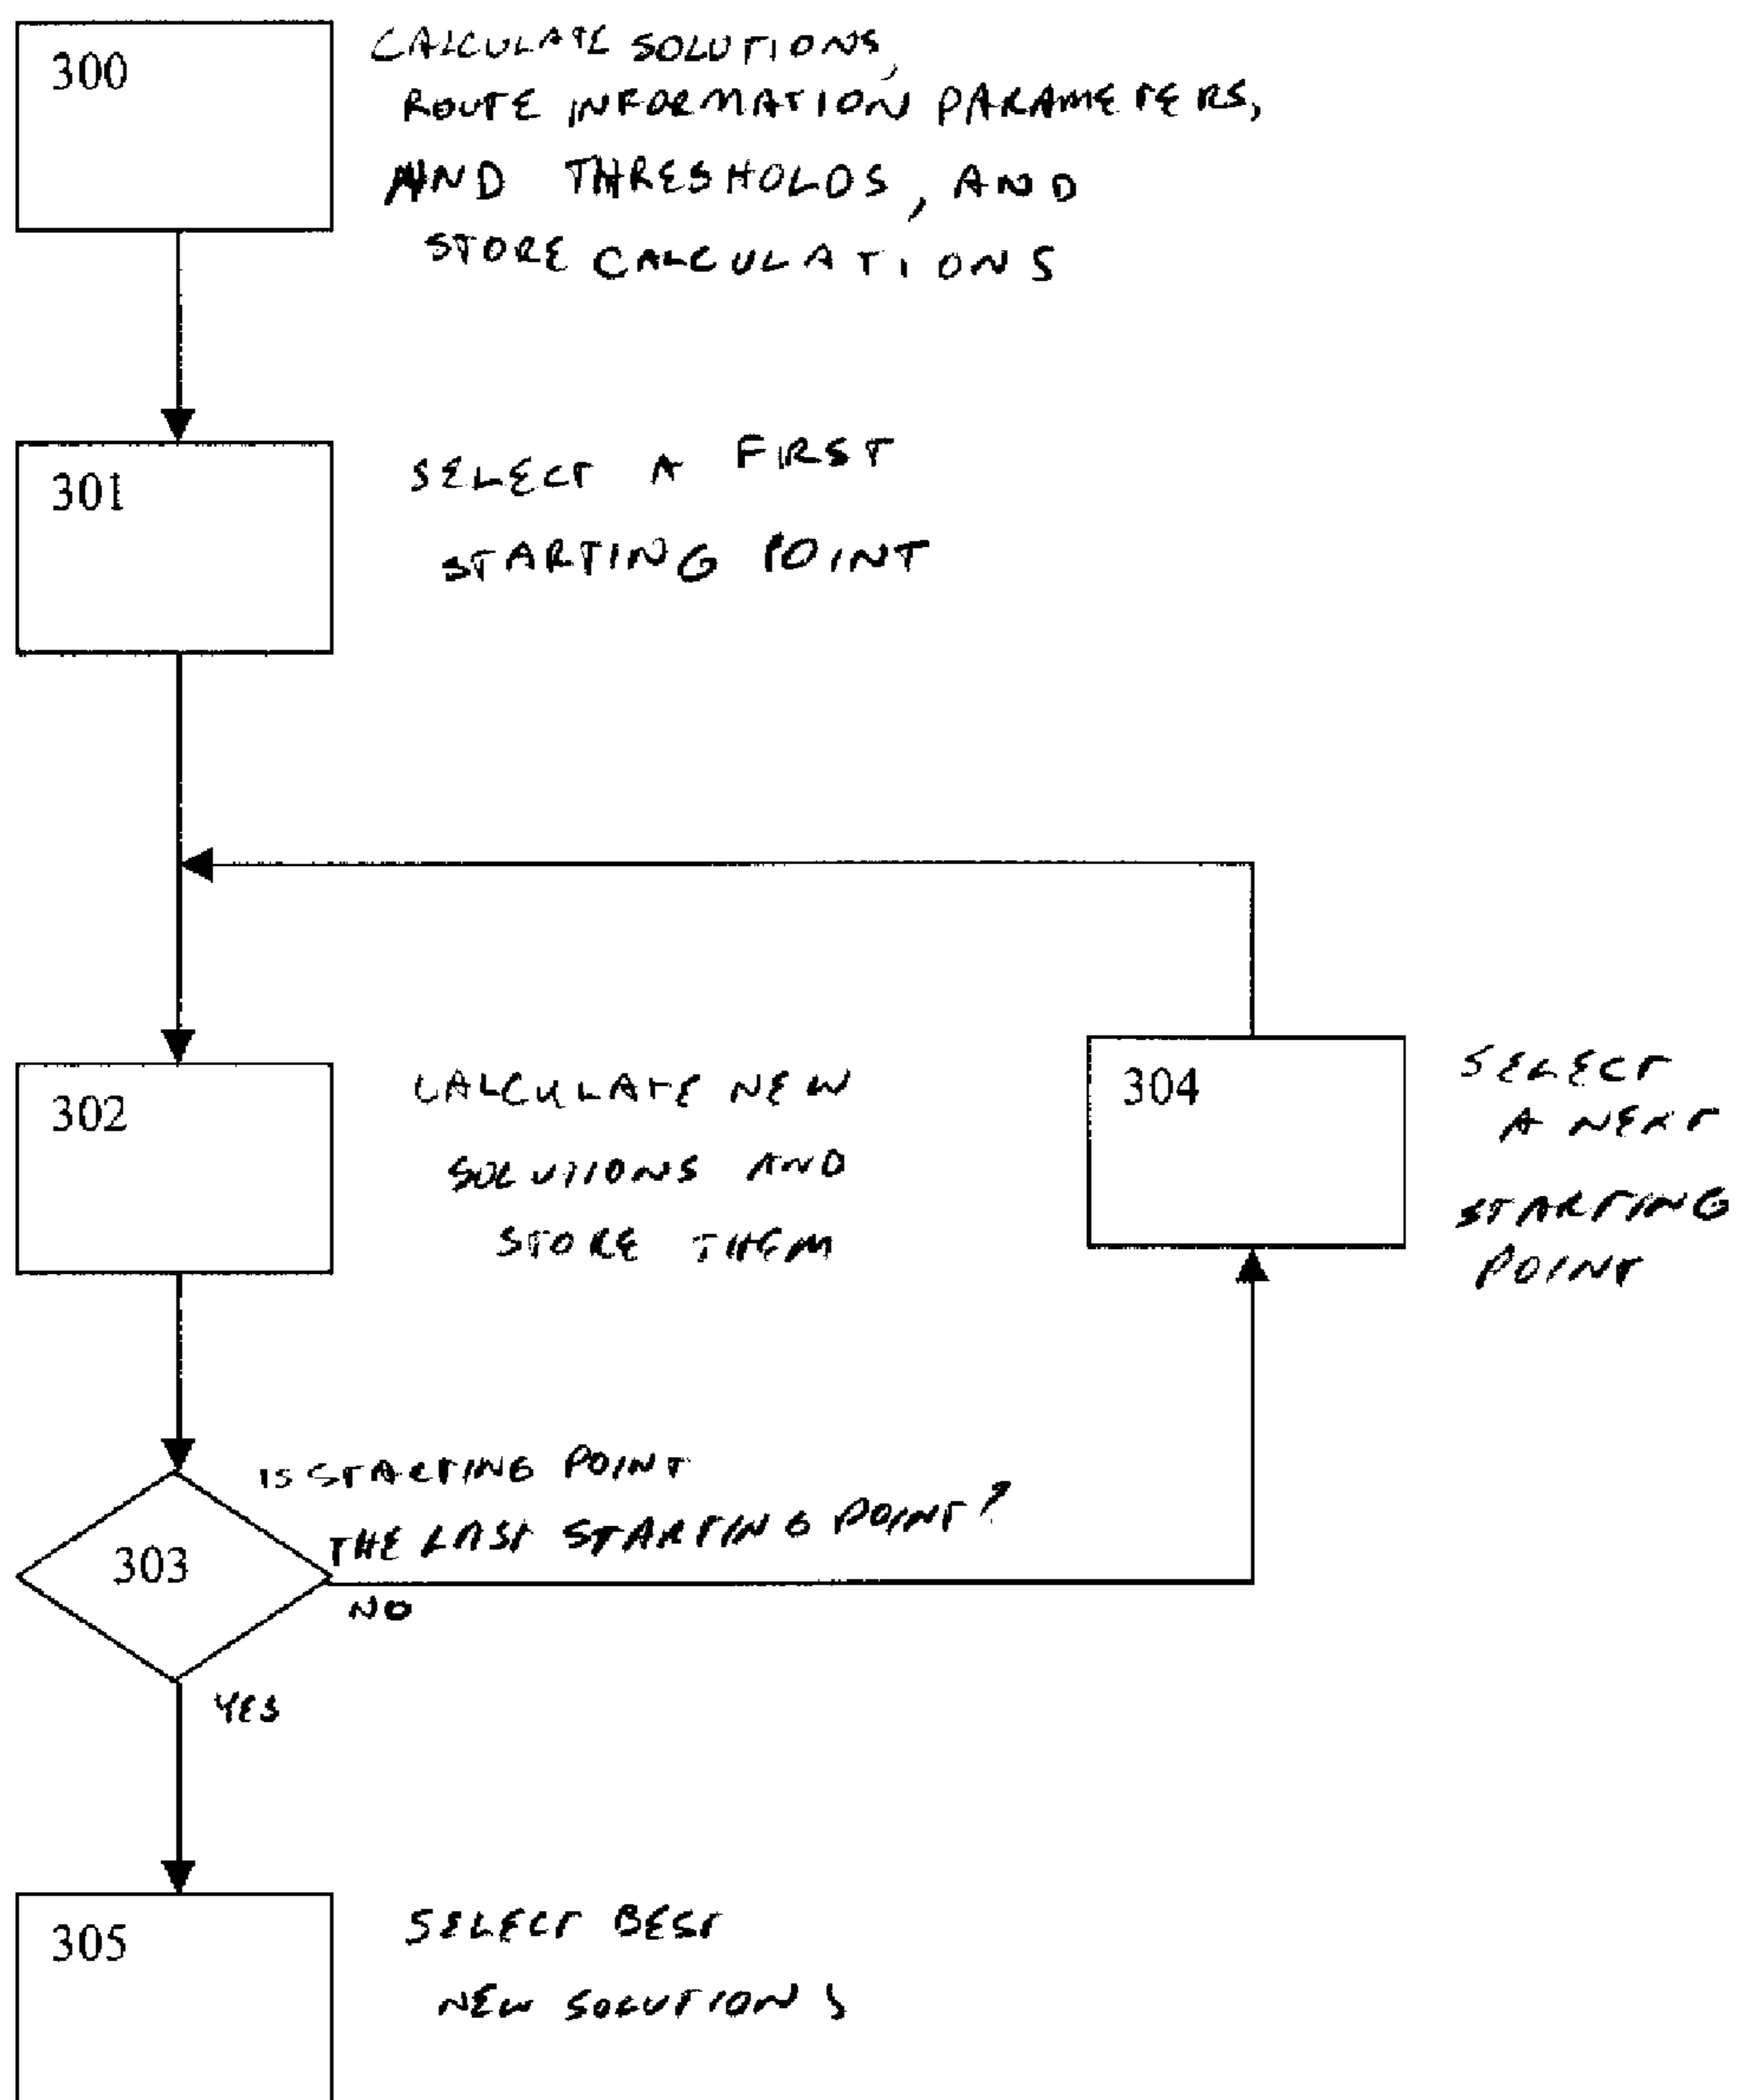 300
CALCULATE SOLUTIONS,
ROUTE INFORMATION PARAMETERS,
AND THRESHOLDS, AND
STORE CALCULATIONS
301
SELECT A FIRST
STARTING POINT
302
CALCULATE NEW
SOLUTIONS AND
STORE THEM
304
SELECT
A NEXT
STARTING
POINT
IS STARTING POINT
THE LAST STARTING POINT?
303
NO
YES
305
SELECT BEST
NEW SOLUTIONS